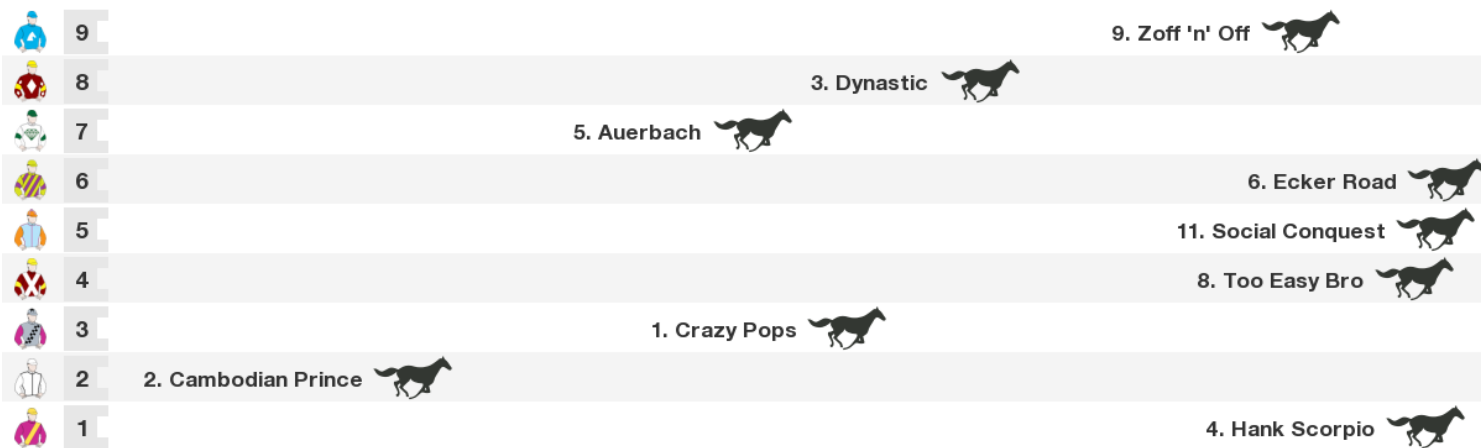 9 9. Zoff 'n' Off
8 3. Dynastic
7 5. Auerbach
6 6. Ecker Road
5 11. Social Conquest
4 8. Too Easy Bro
3 1. Crazy Pops
2 2. Cambodian Prince
1 4. Hank Scorpio